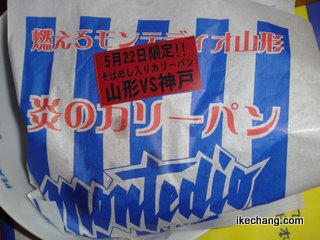 燃えろモンテディオ山形
5月22日限定!!
そばめし入りカリーパン
山形VS神戸
炎のカリーパン
montedio
ikechang.com